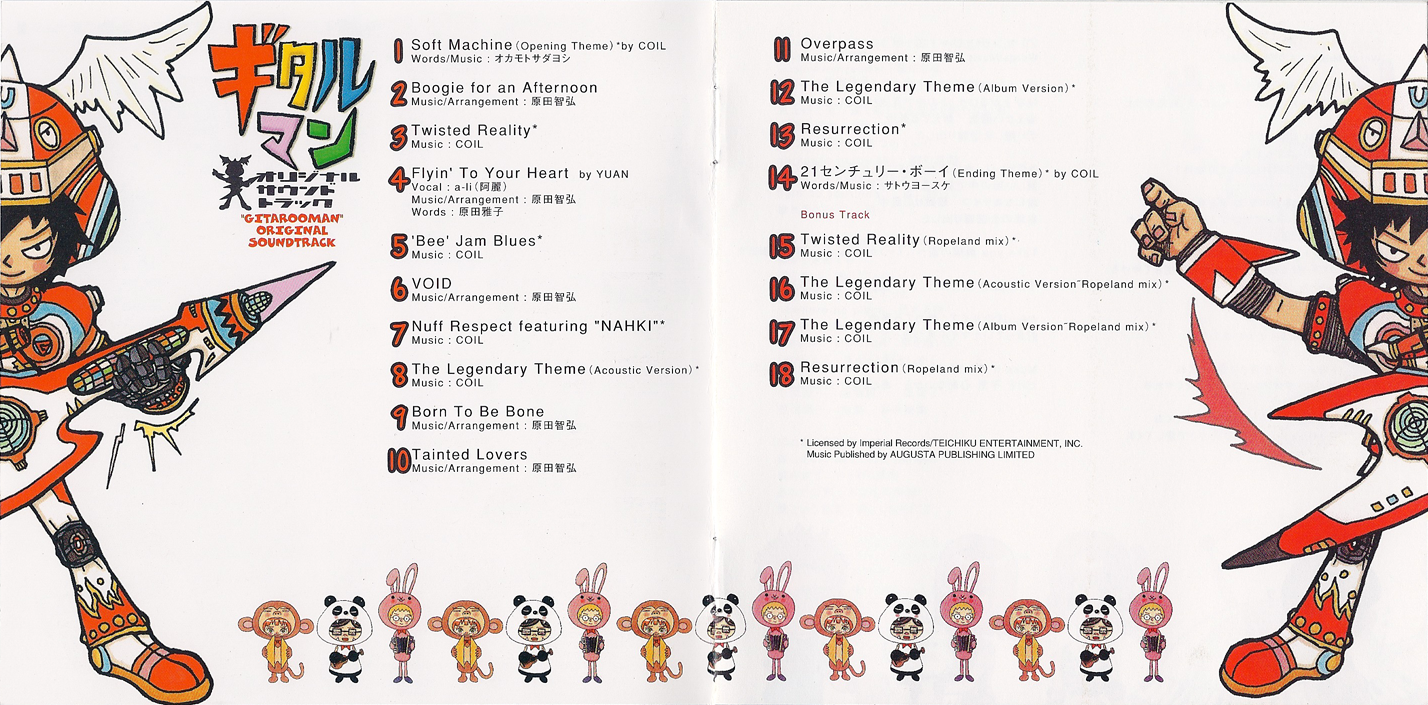 ギタルマン
オリジナル
サウンド
トラック
"GITAROOMAN"
ORIGINAL
SOUNDTRACK
1 Soft Machine (Opening Theme) *by COIL
Words/Music : オカモトサダヨシ
2 Boogie for an Afternoon
Music/Arrangement : 原田智弘
3 Twisted Reality*
Music : COIL
4 Flyin' To Your Heart by YUAN
Vocal : a-li (阿麗)
Music/Arrangement : 原田智弘
Words : 原田雅子
5 'Bee' Jam Blues*
Music : COIL
6 VOID
Music/Arrangement : 原田智弘
7 Nuff Respect featuring "NAHKI"*
Music : COIL
8 The Legendary Theme (Acoustic Version) *
Music : COIL
9 Born To Be Bone
Music/Arrangement : 原田智弘
10 Tainted Lovers
Music/Arrangement : 原田智弘
11 Overpass
Music/Arrangement : 原田智弘
12 The Legendary Theme (Album Version) *
Music : COIL
13 Resurrection*
Music : COIL
14 21センチュリー・ボーイ (Ending Theme) * by COIL
Words/Music : サトウヨースケ
Bonus Track
15 Twisted Reality (Ropeland mix) *
Music : COIL
16 The Legendary Theme (Acoustic Version~Ropeland mix) *
Music : COIL
17 The Legendary Theme (Album Version~Ropeland mix) *
Music : COIL
18 Resurrection (Ropeland mix) *
Music : COIL
* Licensed by Imperial Records/TEICHIKU ENTERTAINMENT, INC.
Music Published by AUGUSTA PUBLISHING LIMITED